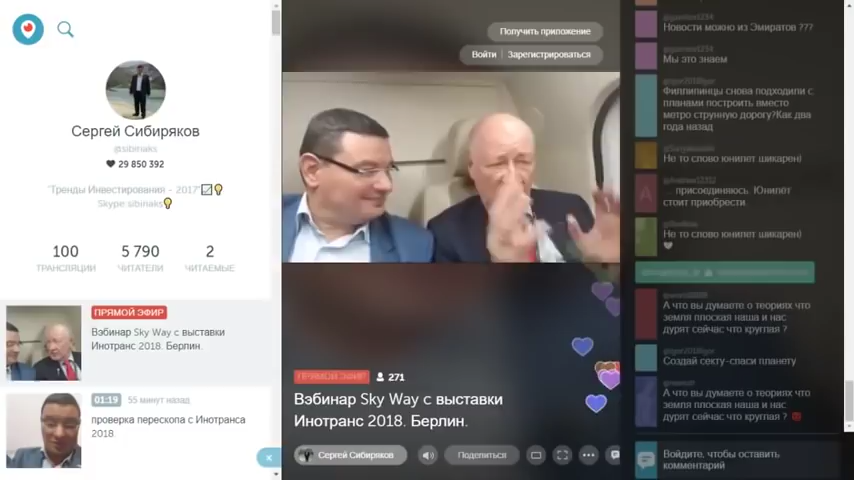 Сергей Сибиряков
@sibiriaks
29 850 392
"Тренды Инвестирования - 2017"
Skype sibiriaks
100 5 790 2
ТРАНСЛЯЦИИ ЧИТАТЕЛИ ЧИТАЕМЫЕ
ПРЯМОЙ ЭФИР
Вэбинар Sky Way с
выставки
Инотранс 2018. Берлин.
01:19 55 минут назад
проверка перескопа с Инотранса
2018.
Получить приложение
Войти Зарегистрироваться
ПРЯМОЙ ЭФИР 271
Вэбинар Sky Way с выставки
Инотранс 2018. Берлин.
Сергей Сибиряков
Поделиться
Новости можно из Эмиратов ???
Мы это знаем
Филлипинцы снова подходили с
планами построить вместо
метро струнную дорогу?Как два
года назад
Не то слово юнипет шикарен)
А
... присоединяюсь. Юнипет
стоит приобрести.
Не то слово юнипет шикарен)
А что вы думаете о теориях что
земля плоская наша и нас
дурят сейчас что круглая ?
Создай секту-спаси планету
А что вы думаете о теориях что
земля плоская наша и нас
дурят сейчас что круглая ?
Войдите, чтобы оставить
комментарий